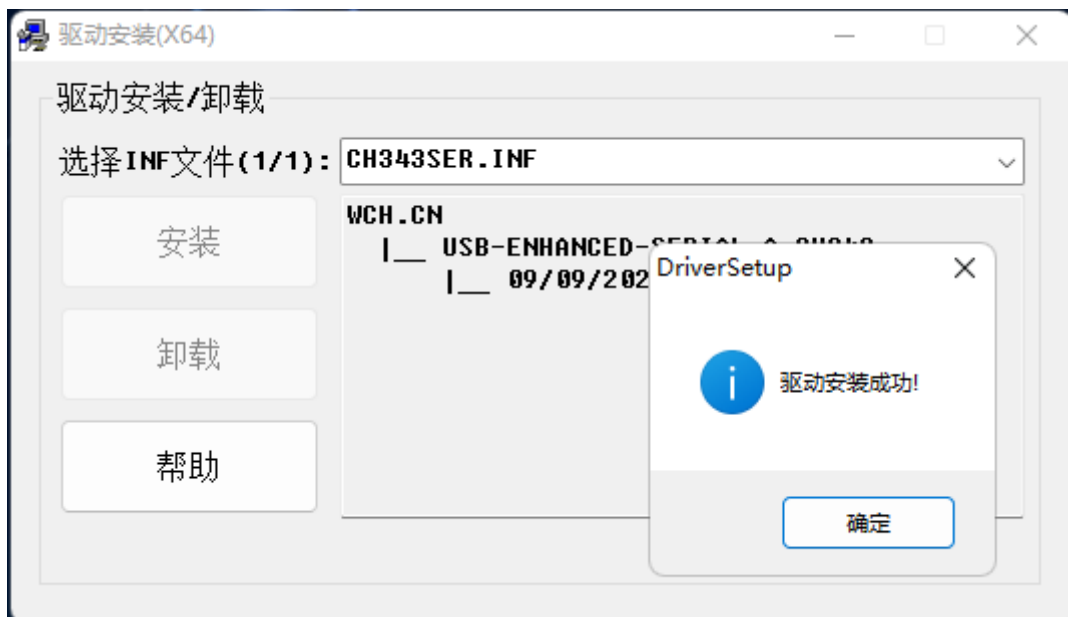 驱动安装(X64)
驱动安装/卸载
选择INF文件(1/1):
CH343SER.INF
安装
卸载
帮助
WCH.CN
|__ USB-ENHANCED-
|__ 09/09/202
DriverSetup
驱动安装成功!
确定